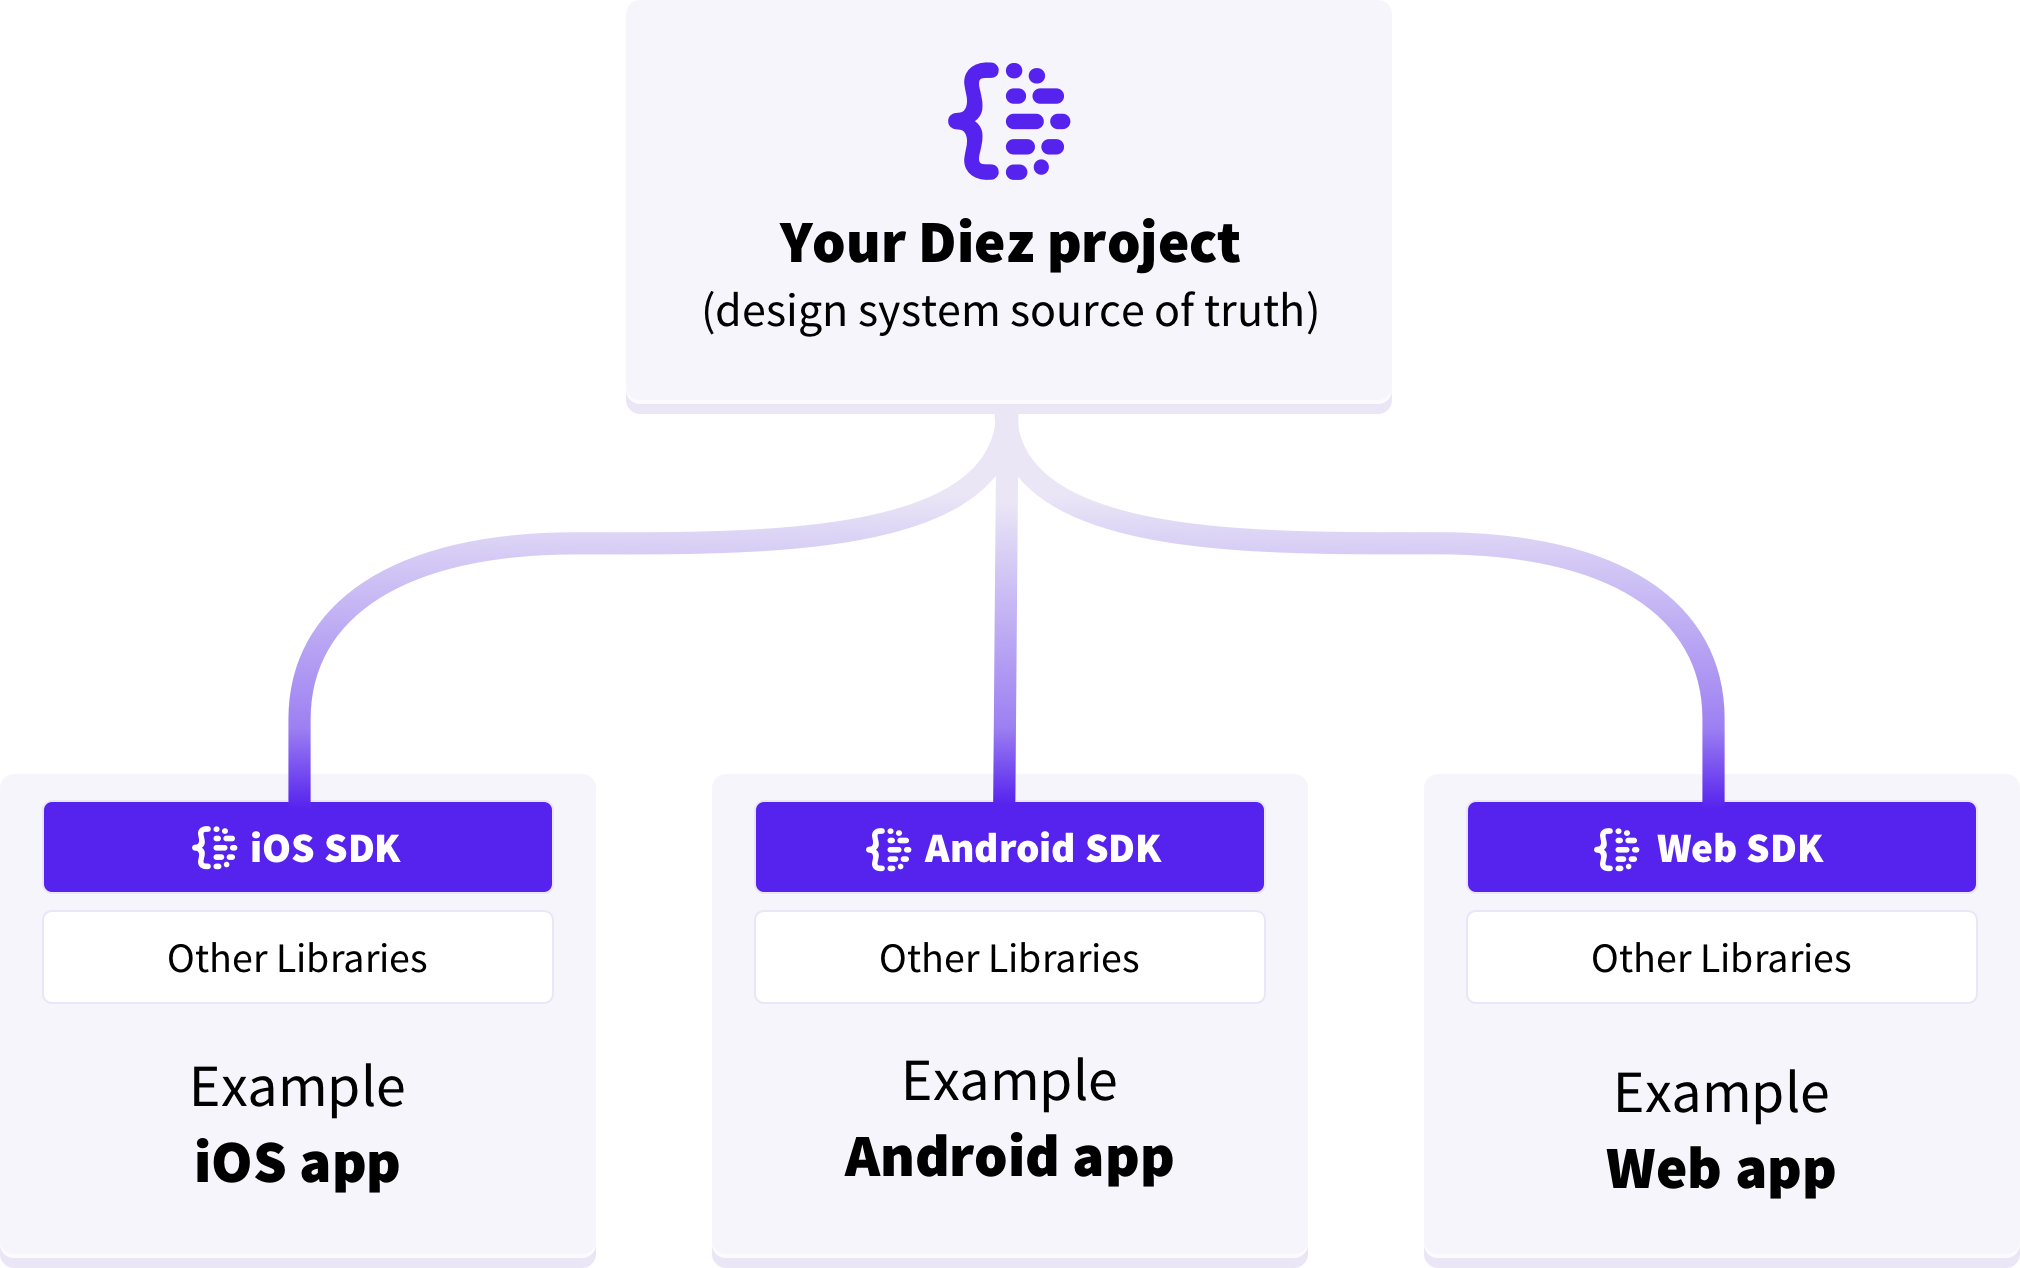 Your Diez project
(design system source of truth)
iOS SDK
Other Libraries
Example
iOS app
Android SDK
Other Libraries
Example
Android app
Web SDK
Other Libraries
Example
Web app